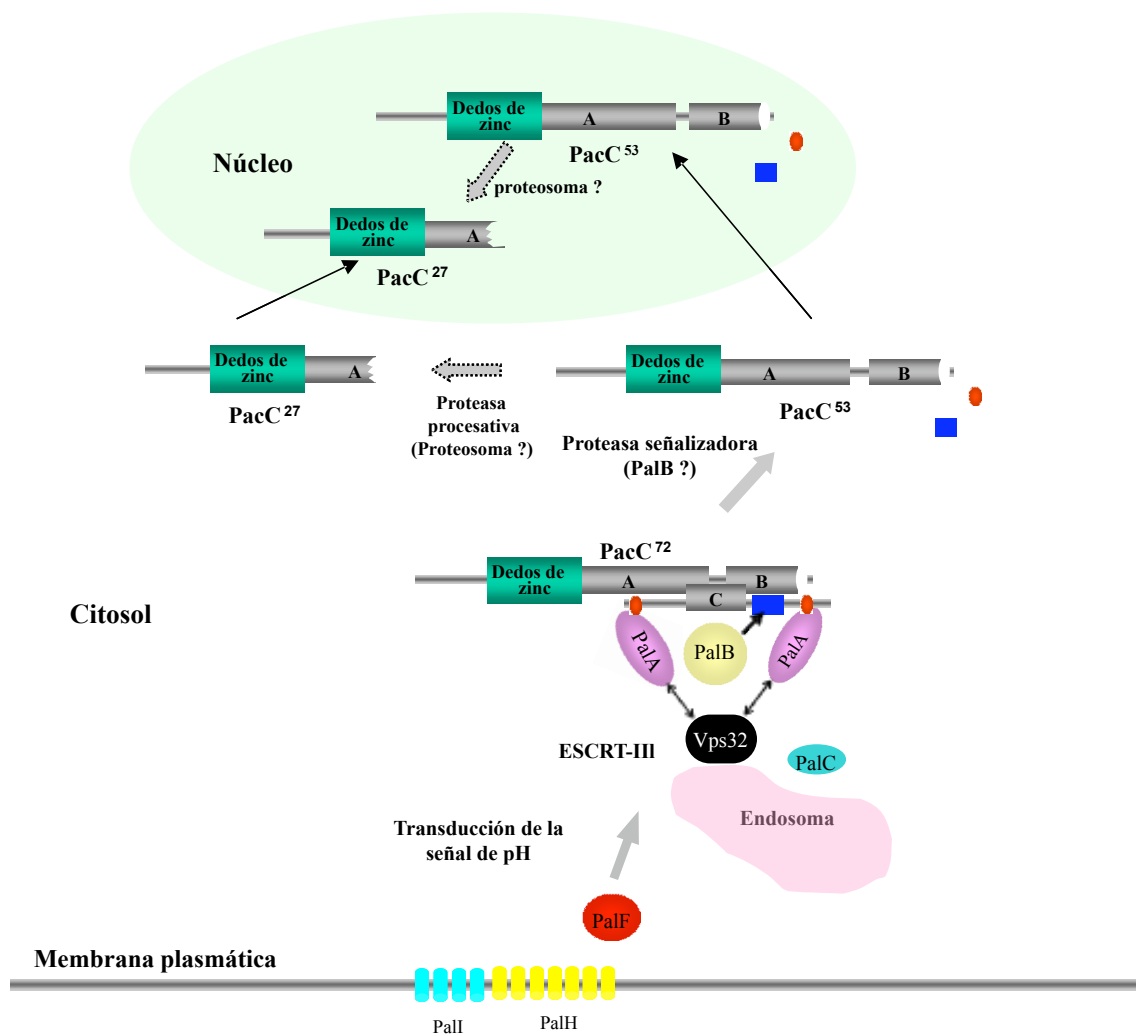 Dedos de
zinc
A
B
PacC 53
Núcleo
proteosoma ?
Dedos de
zinc
A
PacC 27
Dedos de
zinc
A
PacC 27
Proteasa
procesativa
(Proteosoma ?)
Dedos de
zinc
A
B
PacC 53
Proteasa señalizadora
(PalB ?)
PacC 72
Dedos de
zinc
A
B
C
Citosol
PalA
PalB
PalA
Vps32
ESCRT-III
PalC
Endosoma
Transducción de la
señal de pH
PalF
Membrana plasmática
PalI
PalH